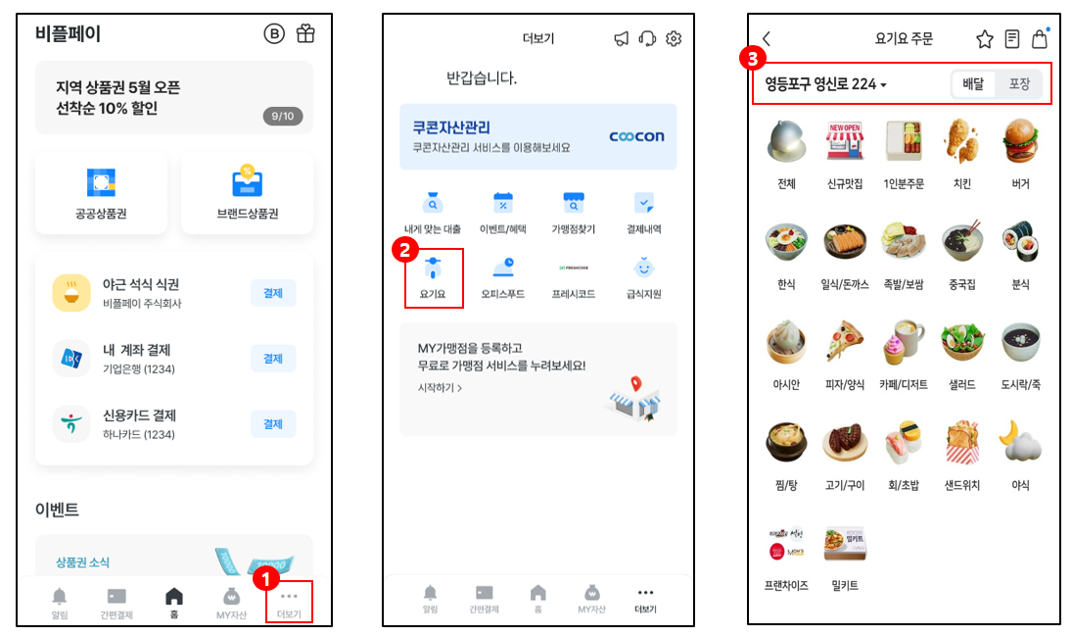 비플페이
B
지역 상품권 5월 오픈
선착순 10% 할인
9/10
공공상품권
%
브랜드상품권
야근 석식 식권
비플페이 주식회사
결제
내 계좌 결제
기업은행 (1234)
결제
신용카드 결제
하나카드 (1234)
결제
이벤트
상품권 소식
10000
1
알림
간편결제
홈
MY자산
더보기
더보기
반갑습니다.
쿠콘자산관리
쿠콘자산관리 서비스를 이용해보세요
coocon
내게 맞는 대출
이벤트/혜택
가맹점찾기
결제내역
2
요기요
오피스푸드
FRESHCODE
프레시코드
급식지원
MY가맹점을 등록하고
무료로 가맹점 서비스를 누려보세요!
시작하기 >
알림
간편결제
홈
MY자산
더보기
요기요 주문
3
영등포구 영신로 224
배달
포장
NEW OPEN
전체
신규맛집
1인분주문
치킨
버거
한식
일식/돈까스
족발/보쌈
중국집
분식
아시안
피자/양식
카페/디저트
샐러드
도시락/죽
찜/탕
고기/구이
회/초밥
샌드위치
야식
밀키트
프랜차이즈
밀키트